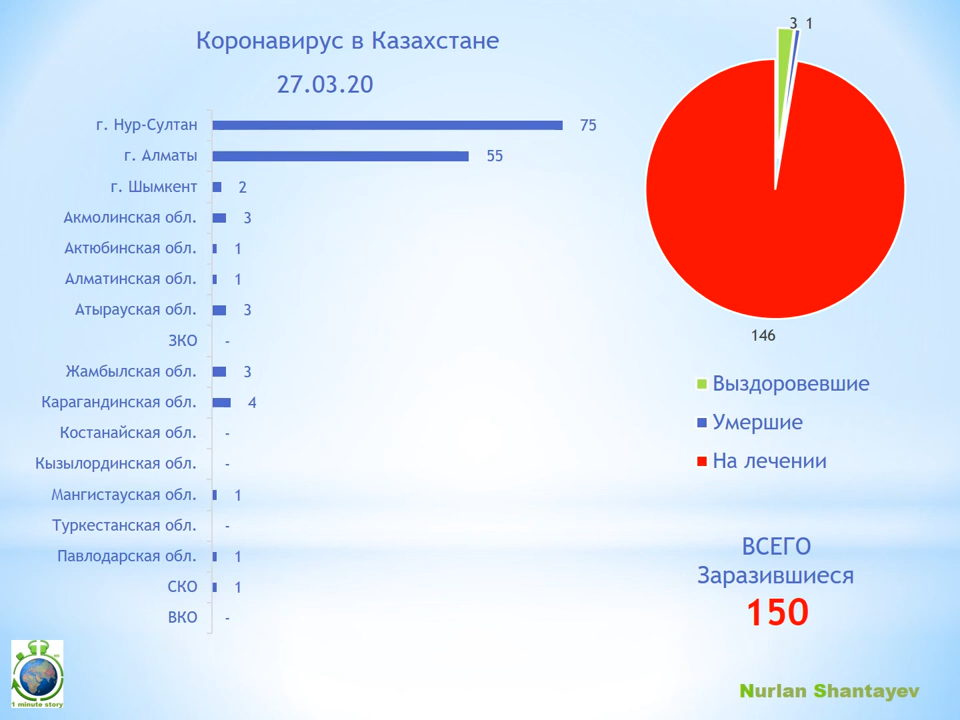 Коронавирус в Казахстане
27.03.20
г. Нур-Султан 75
г. Алматы 55
г. Шымкент 2
Акмолинская обл. 3
Актюбинская обл. 1
Алматинская обл. 1
Атырауская обл. 3
ЗКО -
Жамбылская обл. 3
Карагандинская обл. 4
Костанайская обл. -
Кызылординская обл. -
Мангистауская обл. 1
Туркестанская обл. -
Павлодарская обл. 1
СКО 1
ВКО -
3 1
146
Выздоровевшие
Умершие
На лечении
ВСЕГО
Заразившиеся
150
1 minute story
Nurlan Shantayev